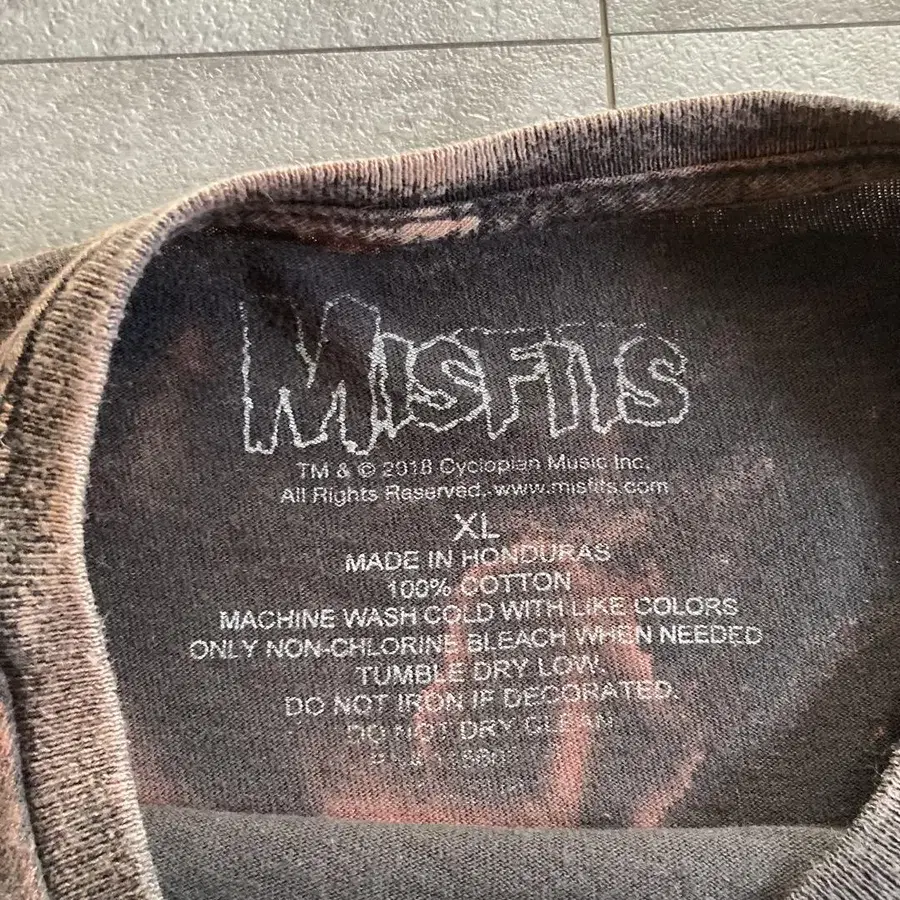 MISFITS
TM & © 2018 Cyclopian Music Inc.
All Rights Reserved. www.misfits.com
XL
MADE IN HONDURAS
100% COTTON
MACHINE WASH COLD WITH LIKE COLORS
ONLY NON-CHLORINE BLEACH WHEN NEEDED
TUMBLE DRY LOW.
DO NOT IRON IF DECORATED.
DO NOT DRY CLEAN